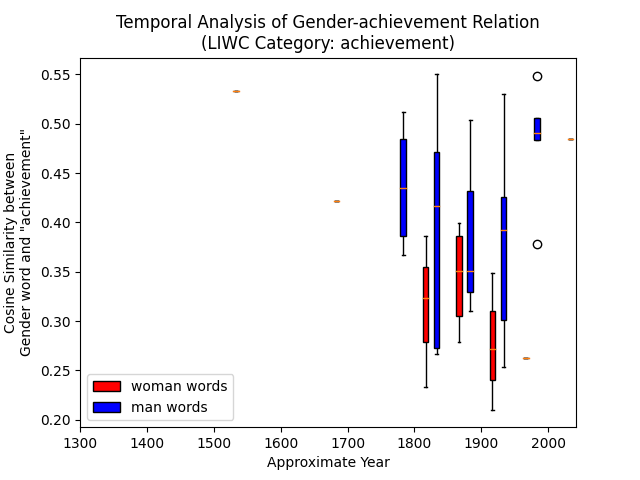 Temporal Analysis of Gender-achievement Relation
(LIWC Category: achievement)
Cosine Similarity between
Gender word and "achievement"
0.55
0.50
0.45
0.40
0.35
0.30
0.25
0.20
woman words
man words
1300 1400 1500 1600 1700 1800 1900 2000
Approximate Year